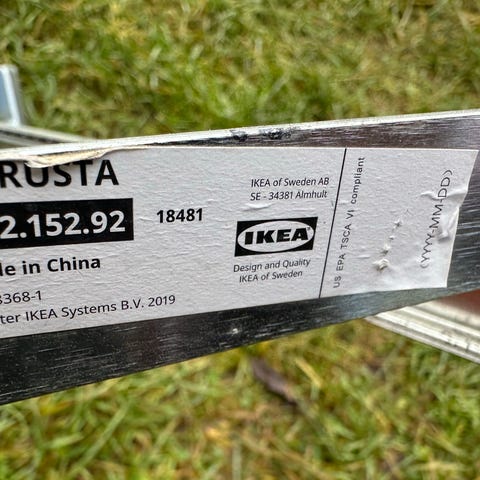 RUSTA
2.152.92
18481
le in China
3368-1
ter IKEA Systems B.V. 2019
IKEA of Sweden AB
SE - 34381 Älmhult
IKEA
Design and Quality
IKEA of Sweden
US EPA TSCA VI compliant
(YYYY-MM-DD)